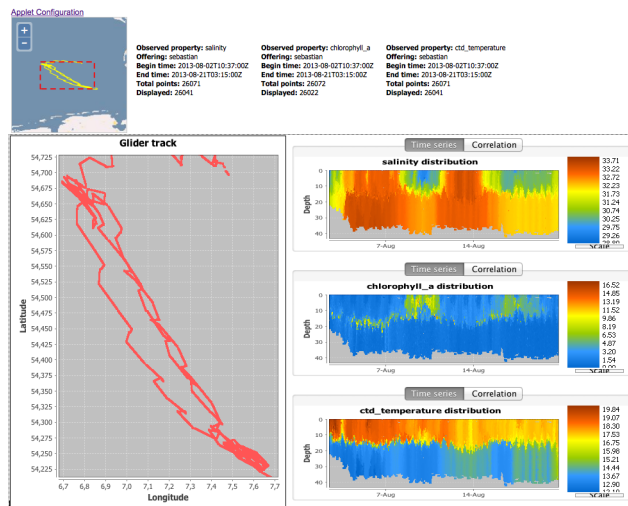 Applet Configuration
+
−
Observed property: salinity
Offering: sebastian
Begin time: 2013-08-02T10:37:00Z
End time: 2013-08-21T03:15:00Z
Total points: 26071
Displayed: 26041
Observed property: chlorophyll_a
Offering: sebastian
Begin time: 2013-08-02T10:37:00Z
End time: 2013-08-21T03:15:00Z
Total points: 26072
Displayed: 26022
Observed property: ctd_temperature
Offering: sebastian
Begin time: 2013-08-02T10:37:00Z
End time: 2013-08-21T03:15:00Z
Total points: 26071
Displayed: 26041
Glider track
54,725
54,700
54,675
54,650
54,625
54,600
54,575
54,550
54,525
54,500
54,475
54,450
54,425
54,400
54,375
54,350
54,325
54,300
54,275
54,250
54,225
Latitude
6,7 6,8 6,9 7,0 7,1 7,2 7,3 7,4 7,5 7,6 7,7
Longitude
Time series Correlation
salinity distribution
Depth
0
20
30
40
7-Aug 14-Aug
33.71
33.22
32.72
32.23
31.73
31.24
30.74
30.25
29.75
29.26
28.80
Scale
Time series Correlation
chlorophyll_a distribution
Depth
0
10
20
30
40
7-Aug 14-Aug
16.52
14.85
13.19
11.52
9.86
8.19
6.53
4.87
3.20
1.54
0.00
Scale
Time series Correlation
ctd_temperature distribution
Depth
0
10
20
30
40
7-Aug 14-Aug
19.84
19.07
18.30
17.53
16.75
15.98
15.21
14.44
13.67
12.90
12.10
Scale